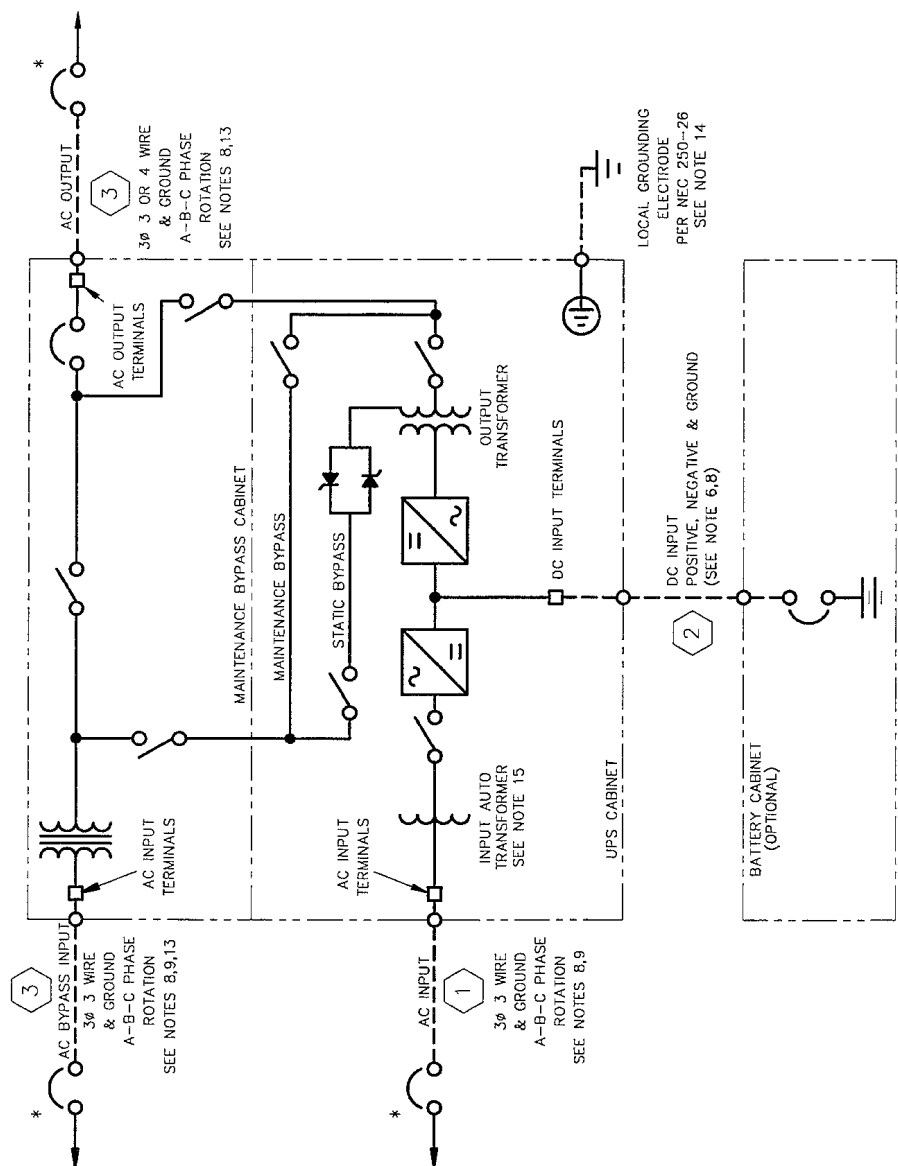 *
AC BYPASS INPUT
3
3ø 3 WIRE
& GROUND
A-B-C PHASE
ROTATION
SEE NOTES 8,9,13
AC INPUT
TERMINALS
*
AC INPUT
1
3ø 3 WIRE
& GROUND
A-B-C PHASE
ROTATION
SEE NOTES 8,9
AC INPUT
TERMINALS
INPUT AUTO
TRANSFORMER
SEE NOTE 15
UPS CABINET
BATTERY CABINET
(OPTIONAL)
MAINTENANCE BYPASS CABINET
MAINTENANCE BYPASS
STATIC BYPASS
OUTPUT
TRANSFORMER
DC INPUT TERMINALS
2
DC INPUT
POSITIVE, NEGATIVE & GROUND
(SEE NOTE 6,8)
AC OUTPUT
TERMINALS
*
AC OUTPUT
3
3ø 3 OR 4 WIRE
& GROUND
A-B-C PHASE
ROTATION
SEE NOTES 8,13
LOCAL GROUNDING
ELECTRODE
PER NEC 250-26
SEE NOTE 14